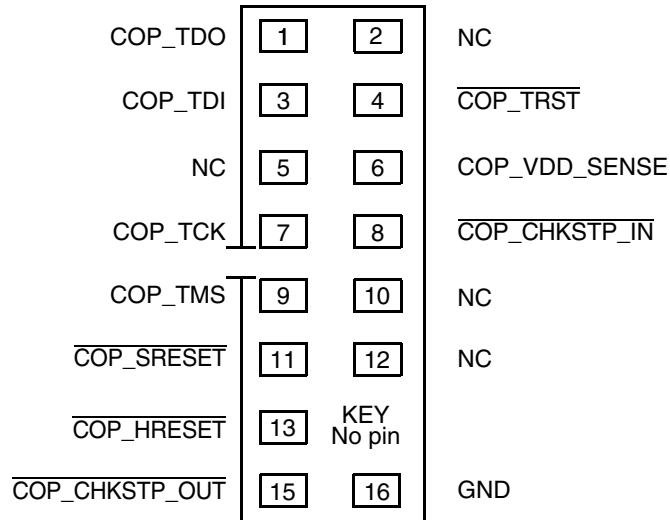 COP_TDO 1 2 NC
COP_TDI 3 4 COP_TRST
NC 5 6 COP_VDD_SENSE
COP_TCK 7 8 COP_CHKSTP_IN
COP_TMS 9 10 NC
COP_SRESET 11 12 NC
COP_HRESET 13 KEY
No pin
COP_CHKSTP_OUT 15 16 GND